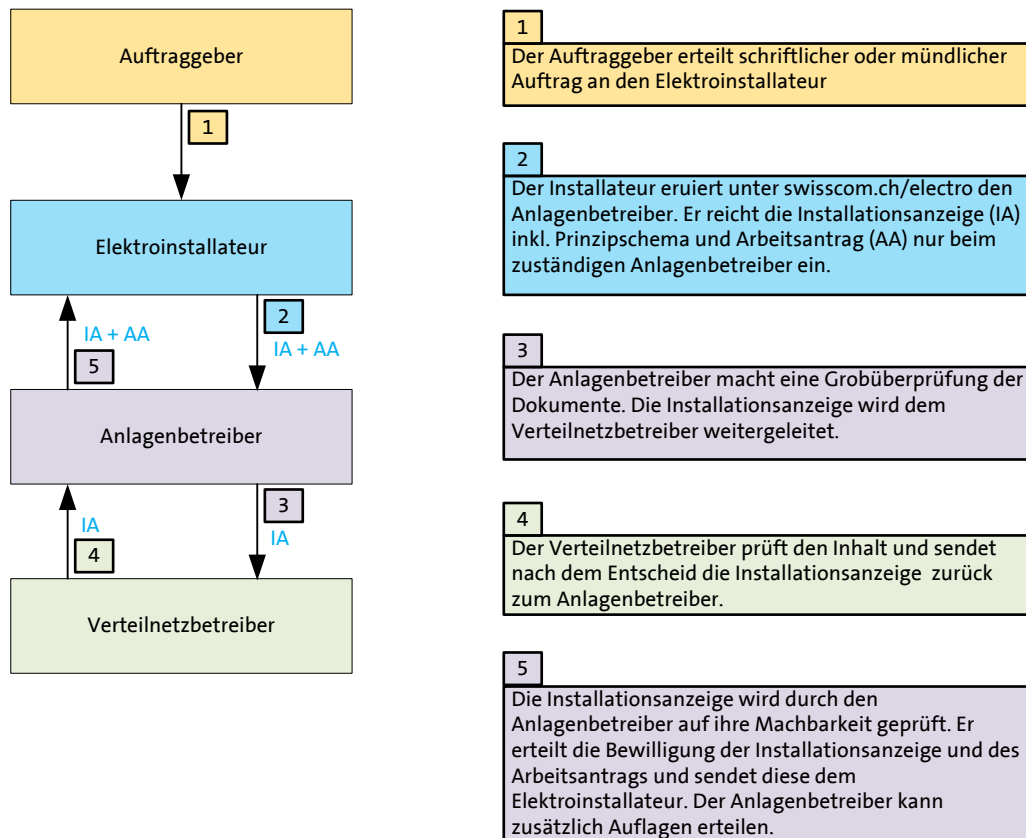 Auftraggeber
1
Elektroinstallateur
IA + AA
5
2
IA + AA
Anlagenbetreiber
IA
4
3
IA
Verteilnetzbetreiber
1
Der Auftraggeber erteilt schriftlicher oder mündlicher
Auftrag an den Elektroinstallateur
2
Der Installateur eruiert unter swisscom.ch/electro den
Anlagenbetreiber. Er reicht die Installationsanzeige (IA)
inkl. Prinzipschema und Arbeitsantrag (AA) nur beim
zuständigen Anlagenbetreiber ein.
3
Der Anlagenbetreiber macht eine Grobüberprüfung der
Dokumente. Die Installationsanzeige wird dem
Verteilnetzbetreiber weitergeleitet.
4
Der Verteilnetzbetreiber prüft den Inhalt und sendet
nach dem Entscheid die Installationsanzeige  zurück
zum Anlagenbetreiber.
5
Die Installationsanzeige wird durch den
Anlagenbetreiber auf ihre Machbarkeit geprüft. Er
erteilt die Bewilligung der Installationsanzeige und des
Arbeitsantrags und sendet diese dem
Elektroinstallateur. Der Anlagenbetreiber kann
zusätzlich Auflagen erteilen.